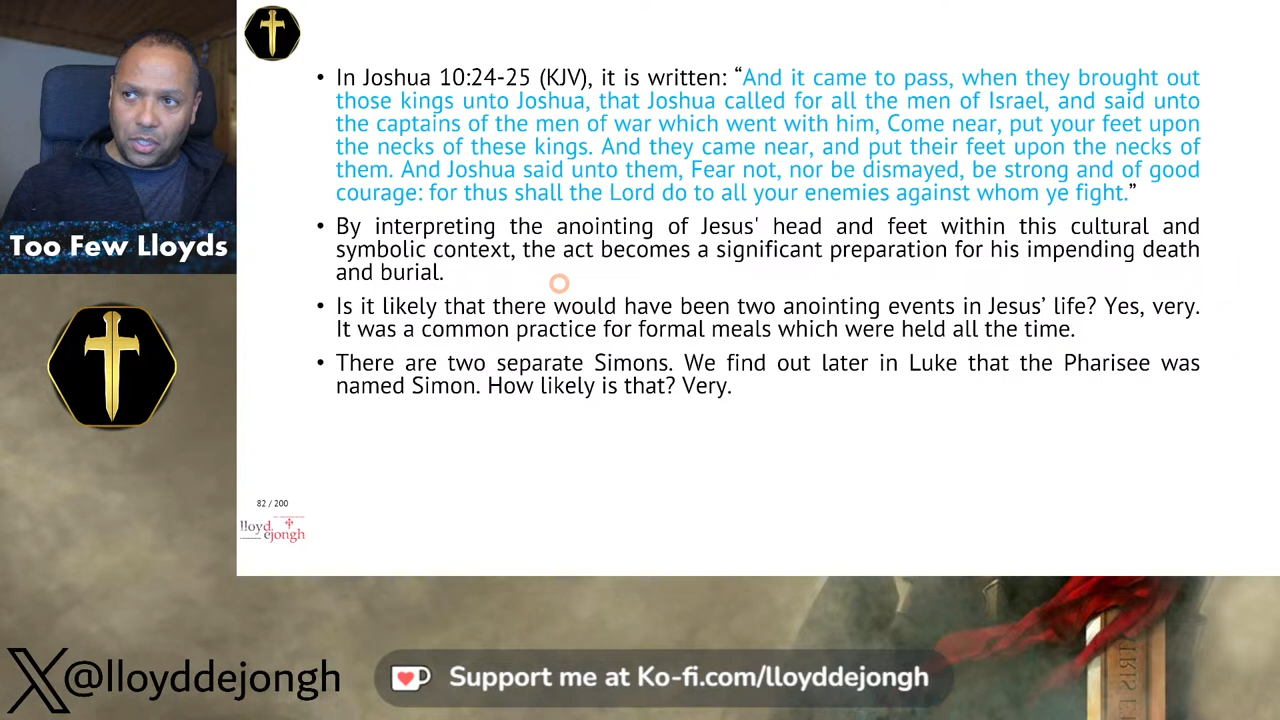 In Joshua 10:24-25 (KJV), it is written: “And it came to pass, when they brought out
those kings unto Joshua, that Joshua called for all the men of Israel, and said unto
the captains of the men of war which went with him, Come near, put your feet upon
the necks of these kings. And they came near, and put their feet upon the necks of
them. And Joshua said unto them, Fear not, nor be dismayed, be strong and of good
courage: for thus shall the Lord do to all your enemies against whom ye fight.”
By interpreting the anointing of Jesus' head and feet within this cultural and
symbolic context, the act becomes a significant preparation for his impending death
and burial.
Is it likely that there would have been two anointing events in Jesus’ life? Yes, very.
It was a common practice for formal meals which were held all the time.
There are two separate Simons. We find out later in Luke that the Pharisee was
named Simon. How likely is that? Very.
Too Few Lloyds
82 / 200
lloyd
ejongh
X@lloyddejongh
Support me at Ko-fi.com/lloyddejongh